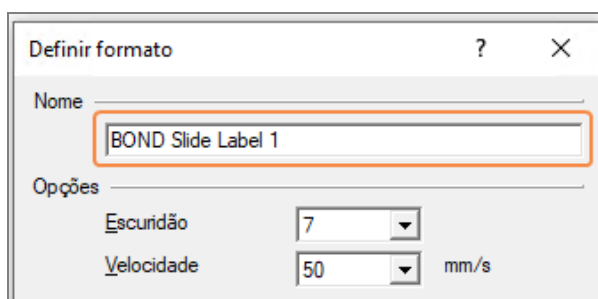 Definir formato ? ×
Nome
BOND Slide Label 1
Opções
Escuridão 7
Velocidade 50 mm/s